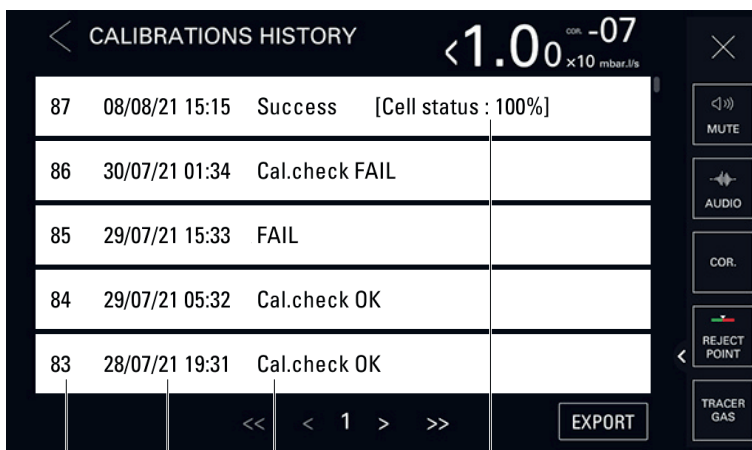 < CALIBRATIONS HISTORY
<1.00 COR. -07
×10 mbar.l/s
MUTE
87 08/08/21 15:15 Success [Cell status : 100%]
86 30/07/21 01:34 Cal.check FAIL
85 29/07/21 15:33 FAIL
84 29/07/21 05:32 Cal.check OK
83 28/07/21 19:31 Cal.check OK
<< < 1 > >>
EXPORT
AUDIO
COR.
REJECT
POINT
<
TRACER
GAS